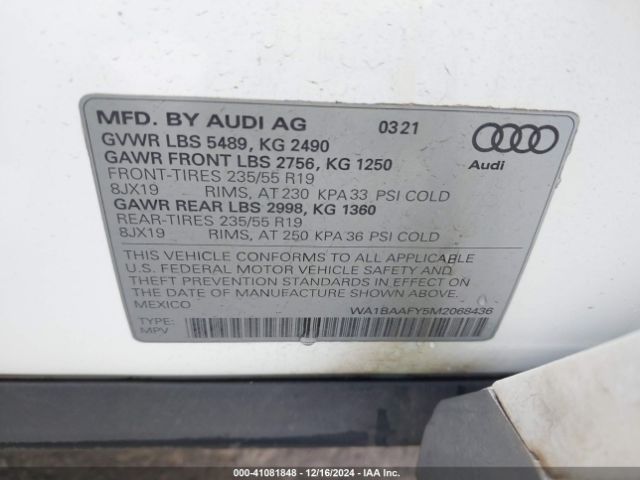 MFD. BY AUDI AG 0321
GVWR LBS 5489, KG 2490
GAWR FRONT LBS 2756, KG 1250
FRONT-TIRES 235/55 R19
8JX19 RIMS, AT 230 KPA 33 PSI COLD
GAWR REAR LBS 2998, KG 1360
REAR-TIRES 235/55 R19
8JX19 RIMS, AT 250 KPA 36 PSI COLD
Audi
THIS VEHICLE CONFORMS TO ALL APPLICABLE
U.S. FEDERAL MOTOR VEHICLE SAFETY AND
THEFT PREVENTION STANDARDS IN EFFECT ON
THE DATE OF MANUFACTURE SHOWN ABOVE.
MEXICO
WA1BAAFY5M2068436
TYPE:
MPV
000-41081848 - 12/16/2024 - IAA Inc.